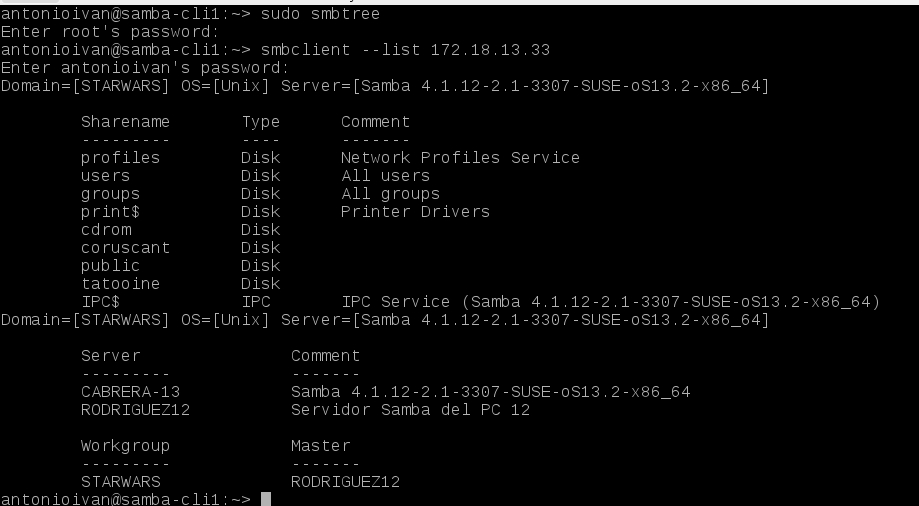 antonioivan@samba-cli1:~> sudo smbtree
Enter root's password:
antonioivan@samba-cli1:~> smbclient --list 172.18.13.33
Enter antonioivan's password:
Domain=[STARWARS] OS=[Unix] Server=[Samba 4.1.12-2.1-3307-SUSE-oS13.2-x86_64]
Sharename Type Comment
--------- ---- -------
profiles Disk Network Profiles Service
users Disk All users
groups Disk All groups
print$ Disk Printer Drivers
cdrom Disk
coruscant Disk
public Disk
tatooine Disk
IPC$ IPC IPC Service (Samba 4.1.12-2.1-3307-SUSE-oS13.2-x86_64)
Domain=[STARWARS] OS=[Unix] Server=[Samba 4.1.12-2.1-3307-SUSE-oS13.2-x86_64]
Server Comment
--------- -------
CABRERA-13 Samba 4.1.12-2.1-3307-SUSE-oS13.2-x86_64
RODRIGUEZ12 Servidor Samba del PC 12
Workgroup Master
--------- -------
STARWARS RODRIGUEZ12
antonioivan@samba-cli1:~>